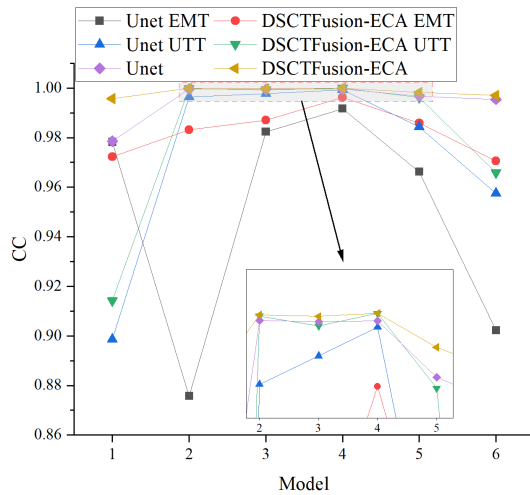 Unet EMT DSCTFusion-ECA EMT
Unet UTT DSCTFusion-ECA UTT
Unet DSCTFusion-ECA
1.00
0.98
0.96
0.94
0.92
0.90
0.88
0.86
CC
2 3 4 5
1 2 3 4 5 6
Model